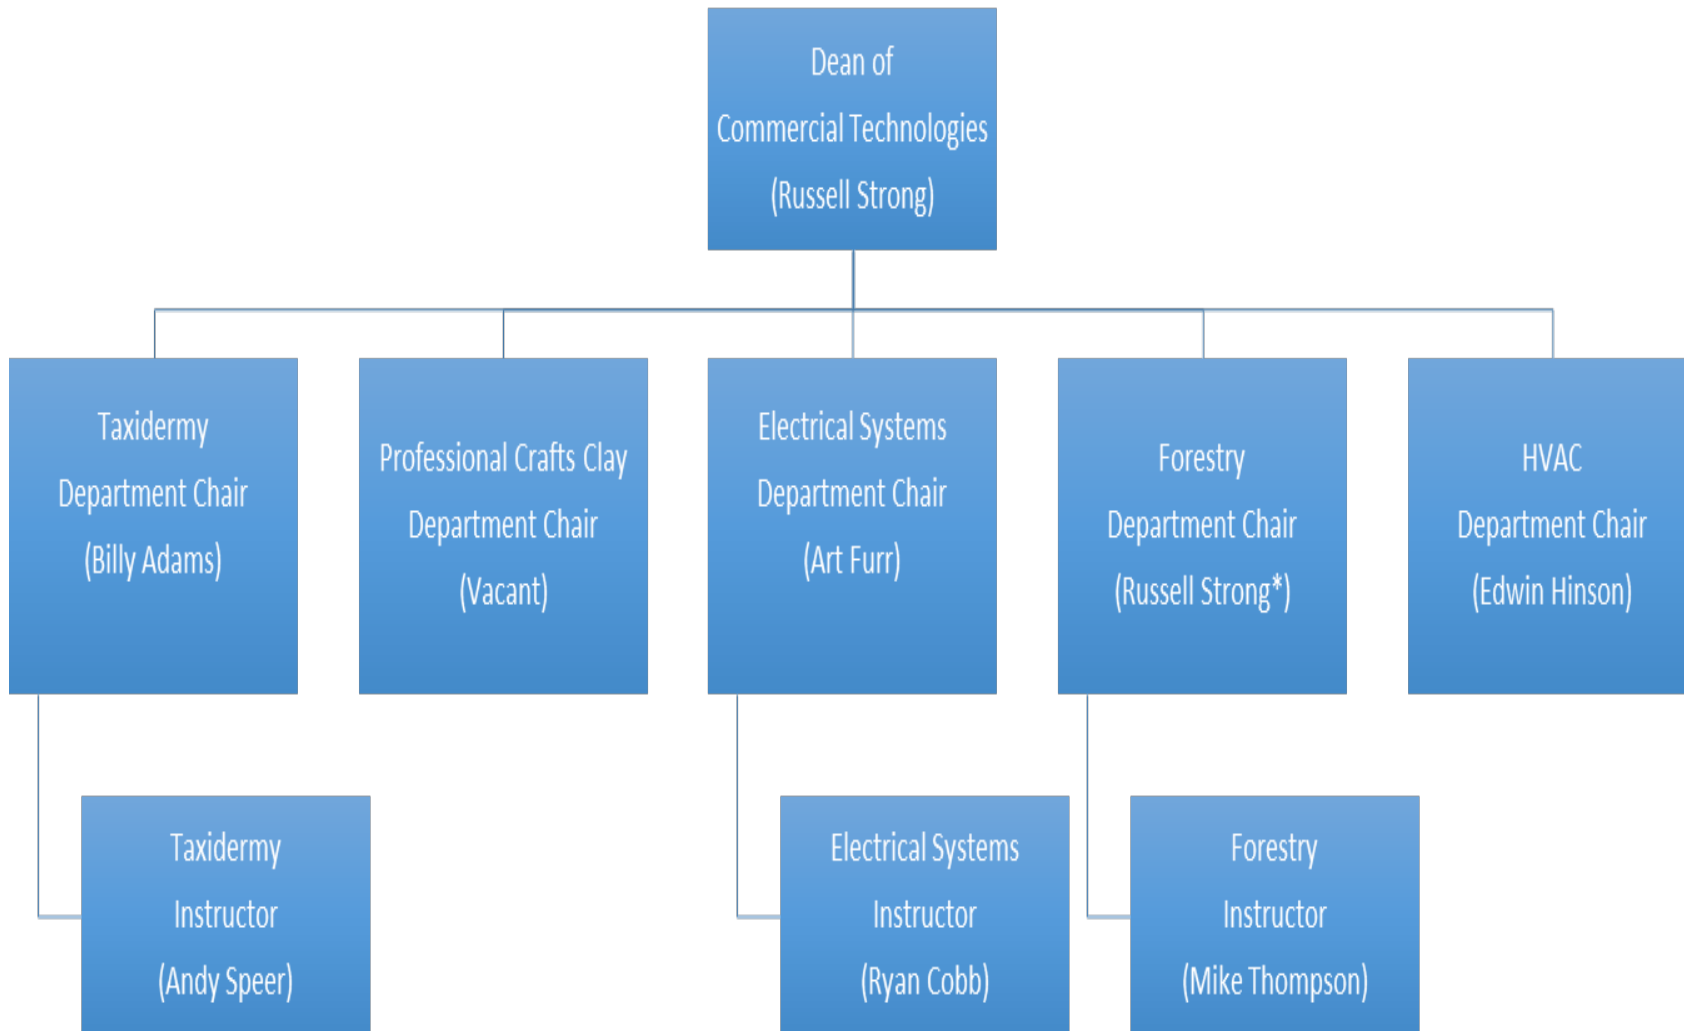 Dean of
Commercial Technologies
(Russell Strong)
Taxidermy
Department Chair
(Billy Adams)
Professional Crafts Clay
Department Chair
(Vacant)
Electrical Systems
Department Chair
(Art Furr)
Forestry
Department Chair
(Russell Strong*)
HVAC
Department Chair
(Edwin Hinson)
Taxidermy
Instructor
(Andy Speer)
Electrical Systems
Instructor
(Ryan Cobb)
Forestry
Instructor
(Mike Thompson)